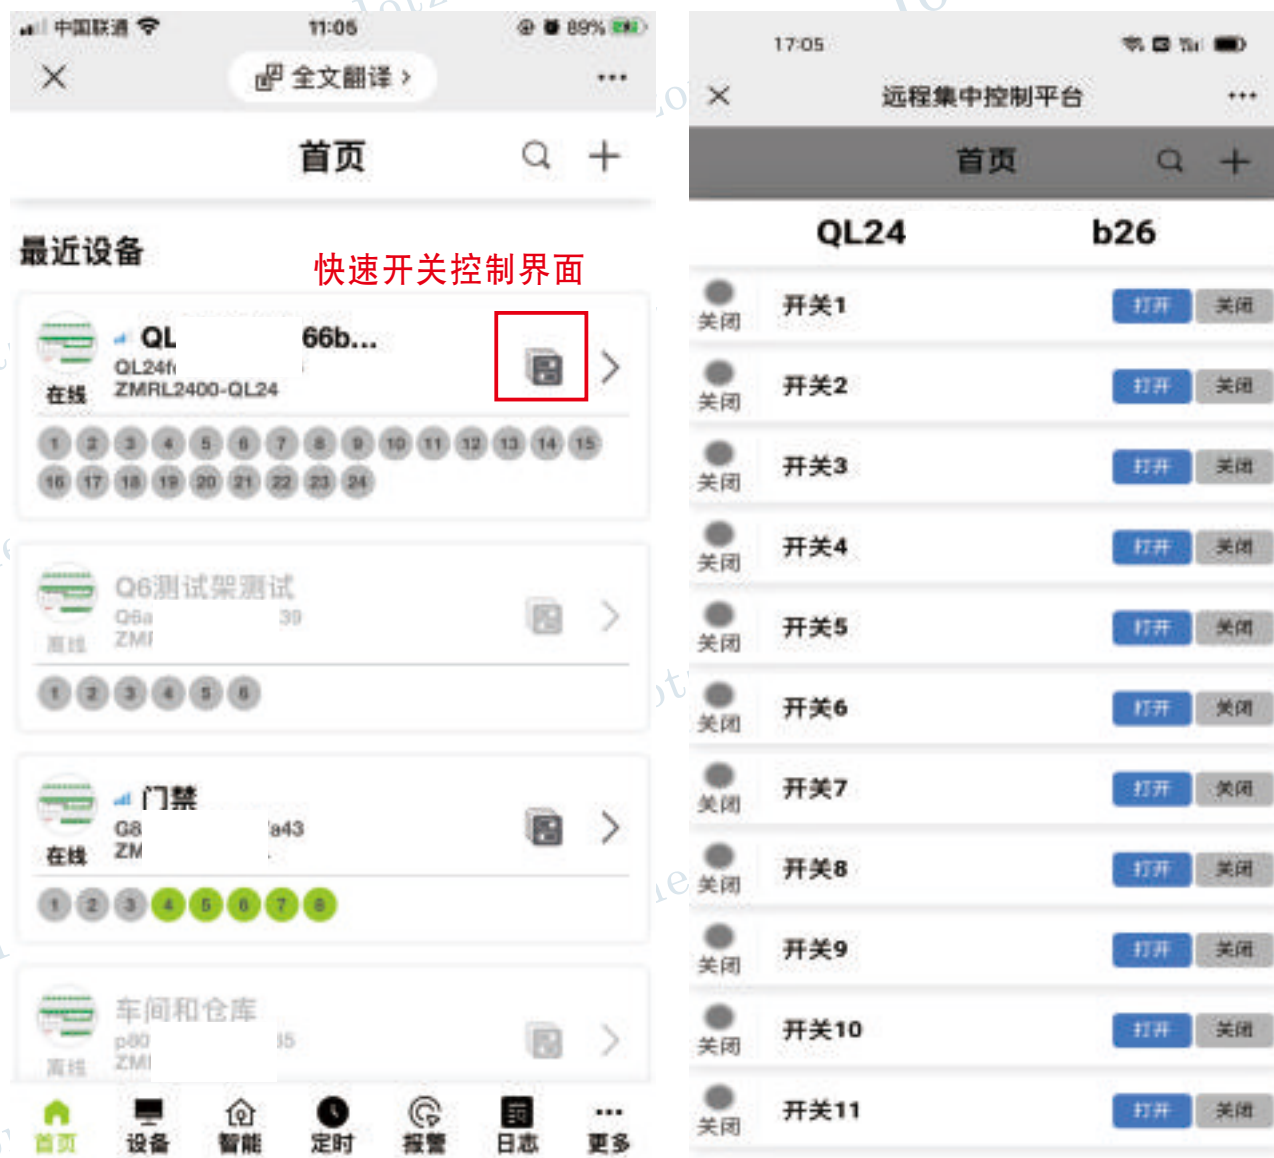 中国联通 11:05 89%
全文翻译 >
首页
最近设备
快速开关控制界面
QL 66b...
QL24f
在线 ZMRL2400-QL24
1 2 3 4 5 6 7 8 9 10 11 12 13 14 15
16 17 18 19 20 21 22 23 24
Q6测试架测试
Q6a 39
离线 ZM
1 2 3 4 5 6
门禁
G8 a43
在线 ZM
1 2 3 4 5 6 7 8
车间和仓库
p80 35
离线 ZM
首页 设备 智能 定时 报警 日志 更多
17:05
远程集中控制平台
首页
QL24 b26
关闭 开关1 打开 关闭
关闭 开关2 打开 关闭
关闭 开关3 打开 关闭
关闭 开关4 打开 关闭
关闭 开关5 打开 关闭
关闭 开关6 打开 关闭
关闭 开关7 打开 关闭
关闭 开关8 打开 关闭
关闭 开关9 打开 关闭
关闭 开关10 打开 关闭
关闭 开关11 打开 关闭